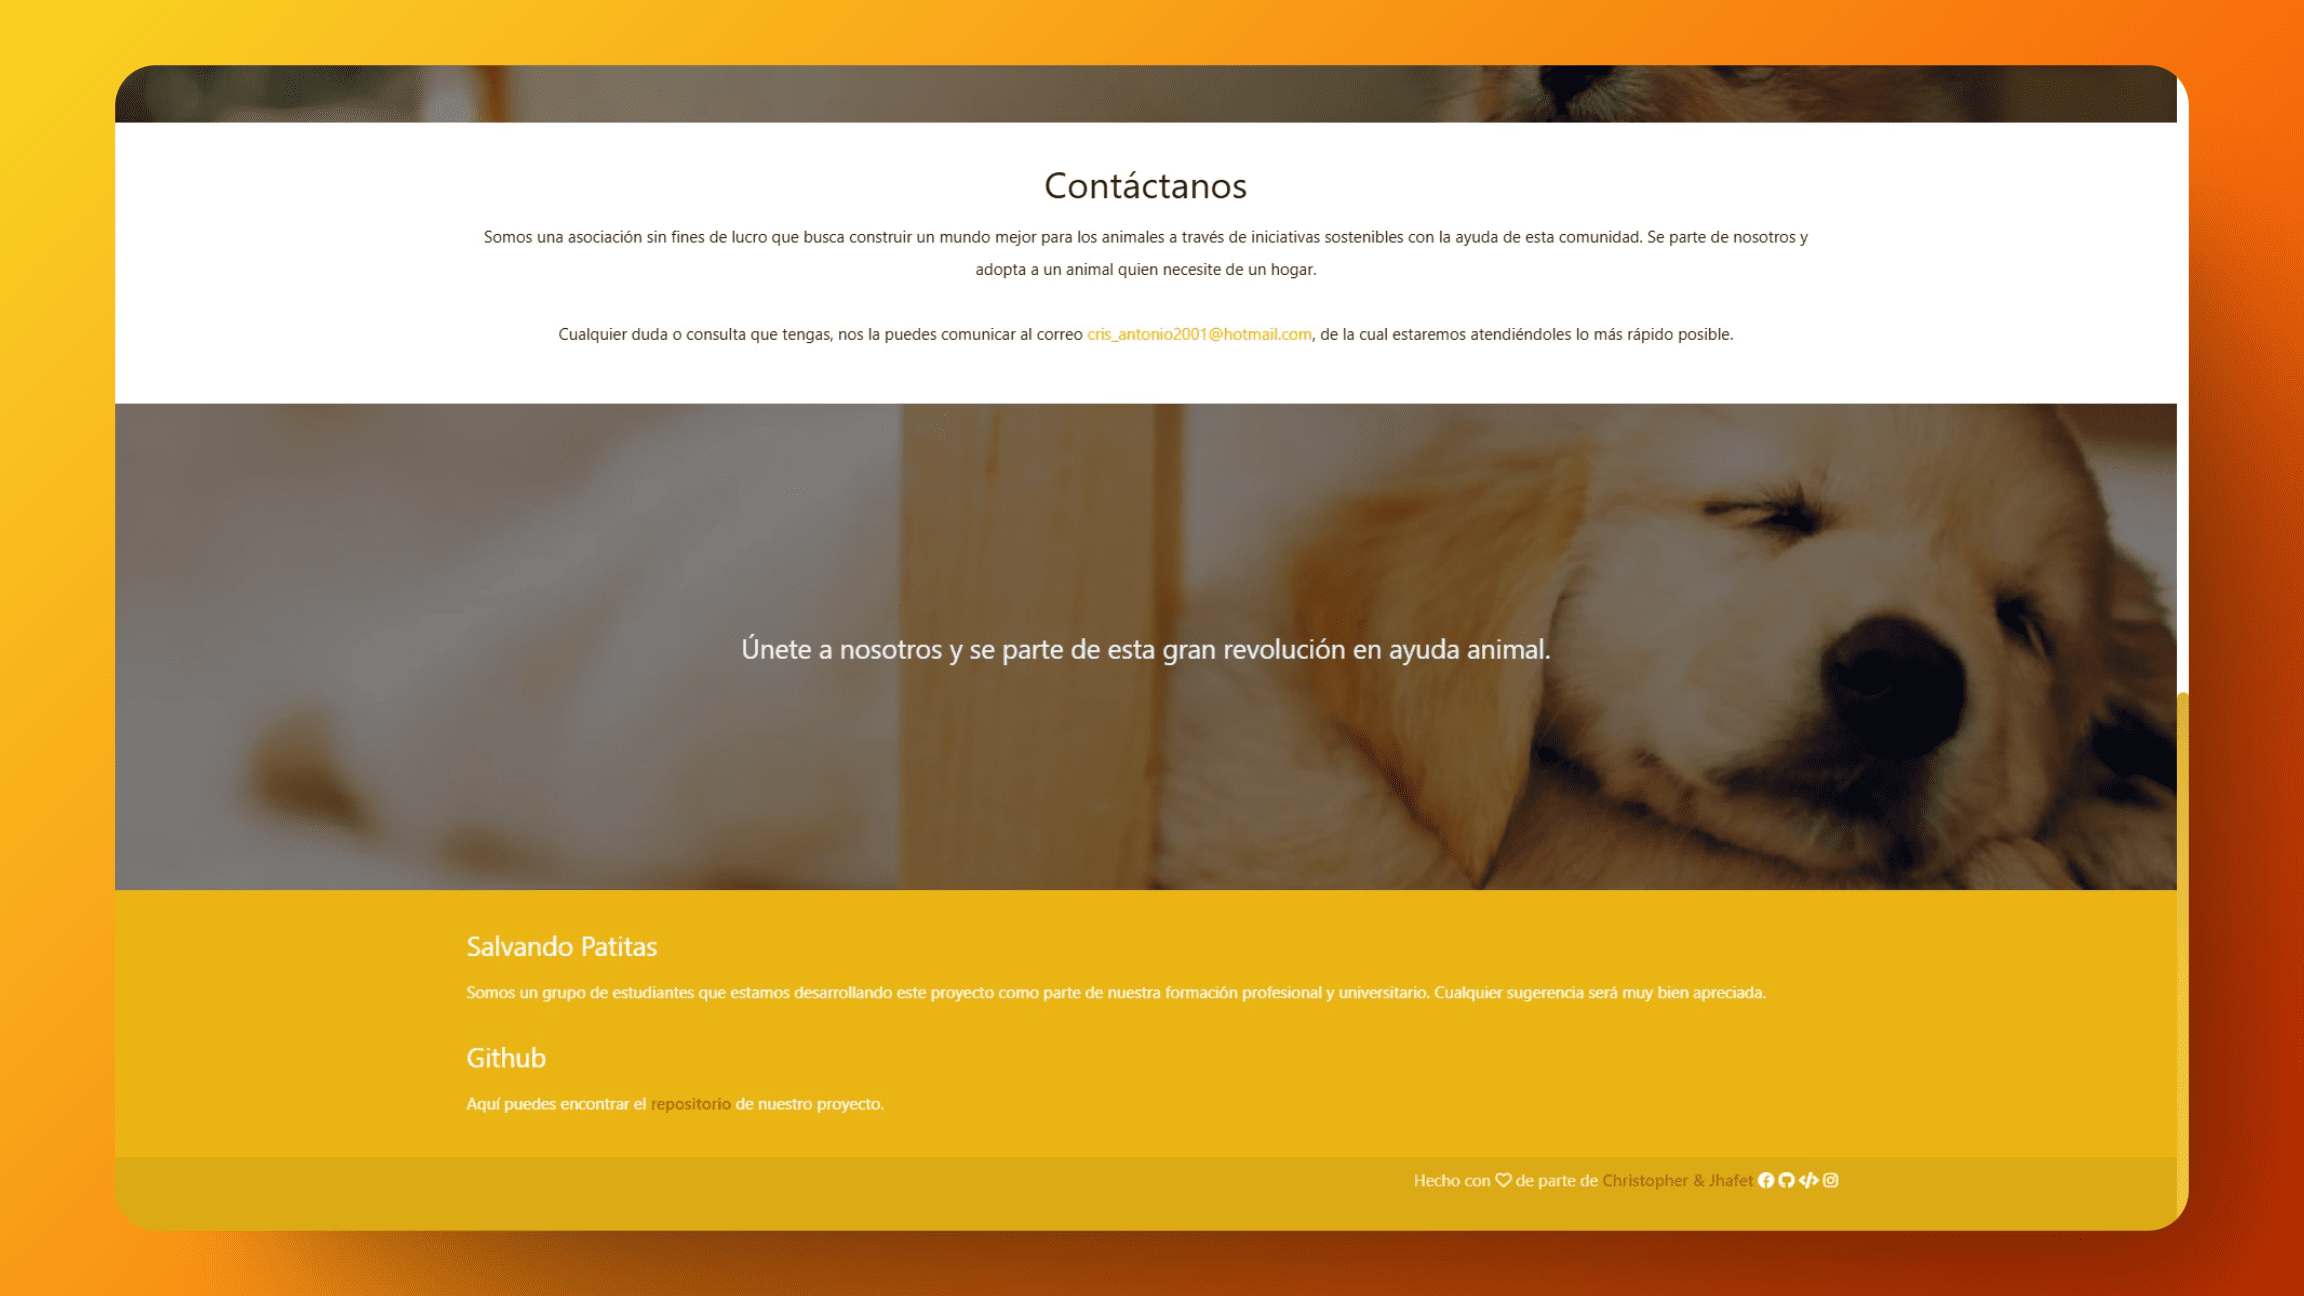 Contáctanos
Somos una asociación sin fines de lucro que busca construir un mundo mejor para los animales a través de iniciativas sostenibles con la ayuda de esta comunidad. Se parte de nosotros y
adopta a un animal quien necesite de un hogar.
Cualquier duda o consulta que tengas, nos la puedes comunicar al correo cris_antonio2001@hotmail.com, de la cual estaremos atendiéndoles lo más rápido posible.
Únete a nosotros y se parte de esta gran revolución en ayuda animal.
Salvando Patitas
Somos un grupo de estudiantes que estamos desarrollando este proyecto como parte de nuestra formación profesional y universitario. Cualquier sugerencia será muy bien apreciada.
Github
Aquí puedes encontrar el repositorio de nuestro proyecto.
Hecho con ♡ de parte de Christopher & Jhafet